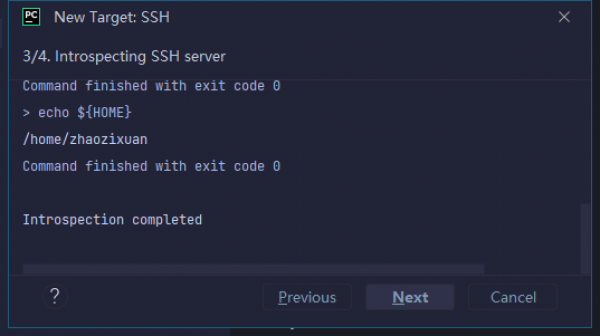 PC
New Target: SSH
3/4. Introspecting SSH server
Command finished with exit code 0
> echo ${HOME}
/home/zhaozixuan
Command finished with exit code 0
Introspection completed
?
Previous
Next
Cancel